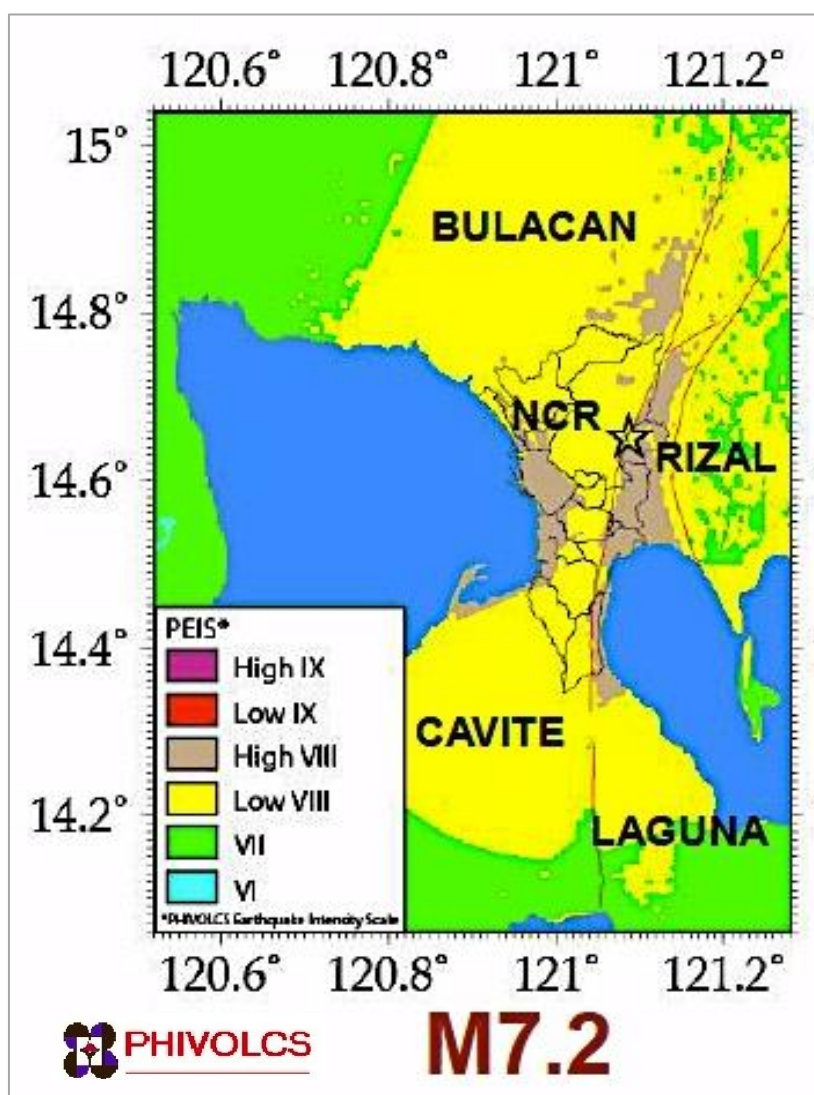 120.6° 120.8° 121° 121.2°
15°
BULACAN
14.8°
NCR
RIZAL
14.6°
PEIS*
14.4°
High IX
Low IX
CAVITE
High VIII
Low VIII
14.2°
LAGUNA
VII
VI
*PHIVOLCS Earthquake Intensity Scale
120.6° 120.8° 121° 121.2°
PHIVOLCS
M7.2